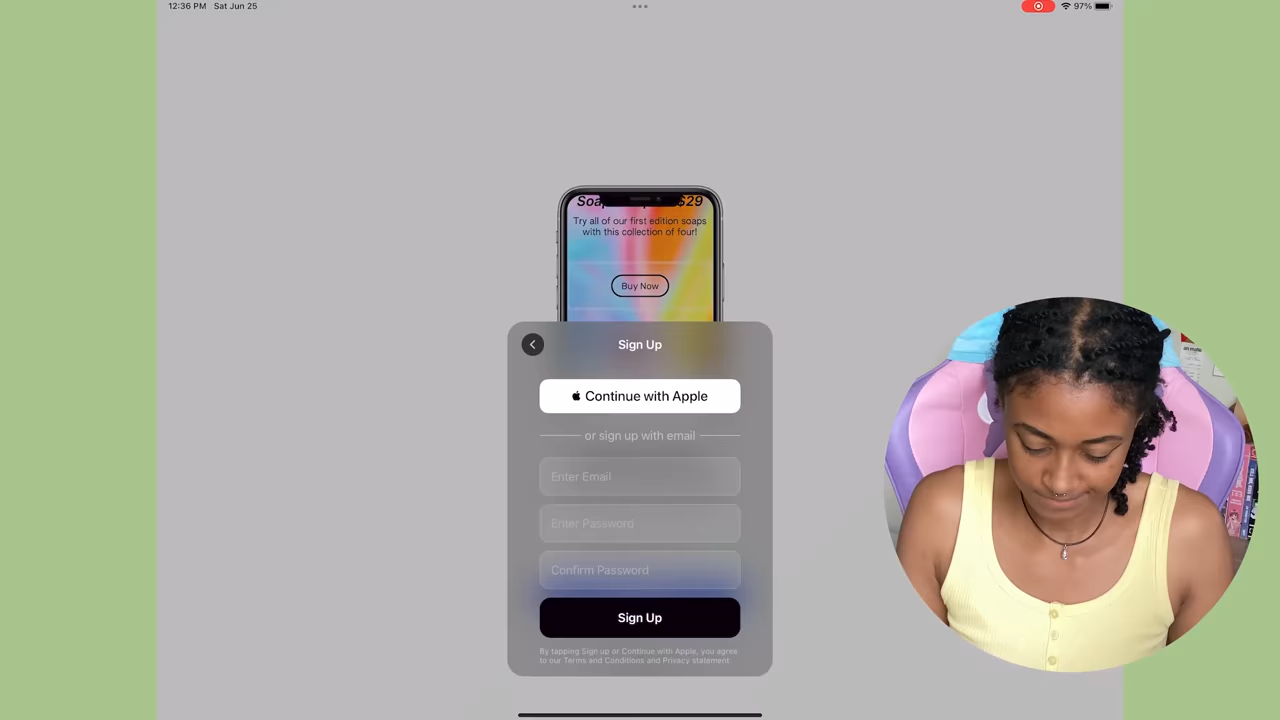 12:36 PM Sat Jun 25
97%
$29
Try all of our first edition soaps
with this collection of four!
Buy Now
Sign Up
Continue with Apple
or sign up with email
Enter Email
Enter Password
Confirm Password
Sign Up
By tapping Sign up or Continue with Apple, you agree
to our Terms and Conditions and Privacy statement